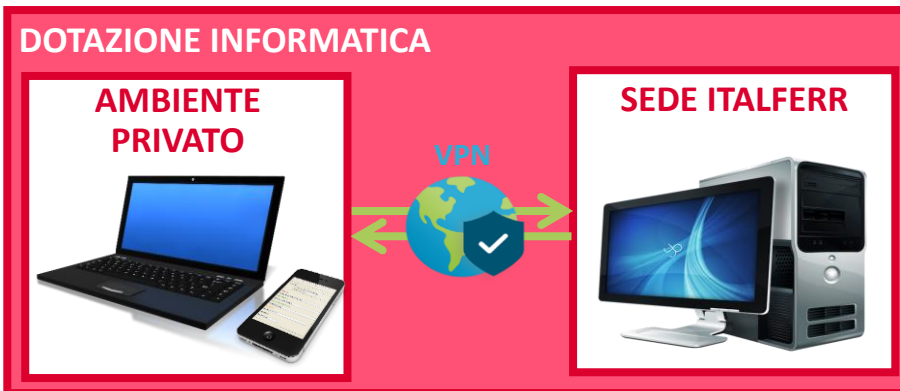 DOTAZIONE INFORMATICA
AMBIENTE
PRIVATO
VPN
SEDE ITALFERR